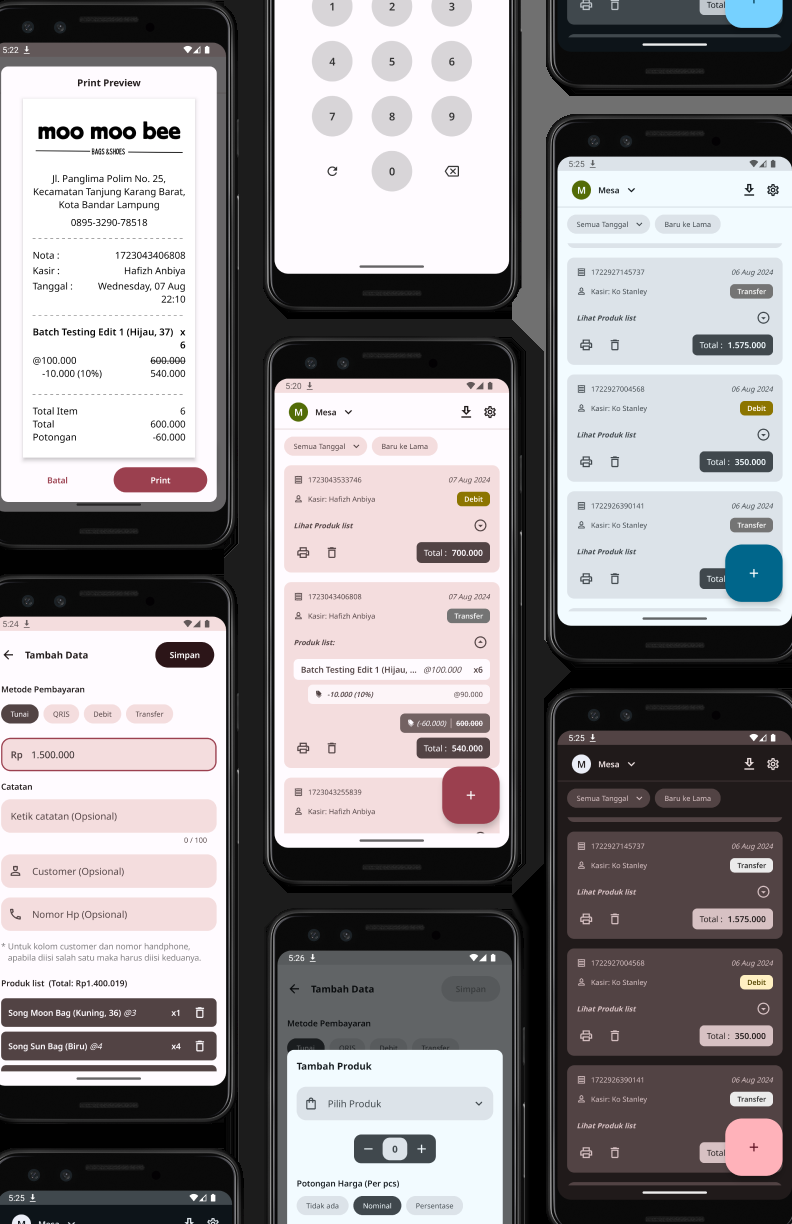 5:22
Print Preview
moo moo bee
BAGS &SHOES
Jl. Panglima Polim No. 25,
Kecamatan Tanjung Karang Barat,
Kota Bandar Lampung
0895-3290-78518
Nota : 1723043406808
Kasir : Hafizh Anbiya
Tanggal : Wednesday, 07 Aug
22:10
Batch Testing Edit 1 (Hijau, 37) x
6
@100.000 600.000
-10.000 (10%) 540.000
Total Item 6
Total 600.000
Potongan -60.000
Batal Print
5:24
Tambah Data Simpan
Metode Pembayaran
Tunai QRIS Debit Transfer
Rp 1.500.000
Catatan
Ketik catatan (Opsional)
0 / 100
Customer (Opsional)
Nomor Hp (Opsional)
* Untuk kolom customer dan nomor handphone,
apabila diisi salah satu maka harus diisi keduanya.
Produk list (Total: Rp1.400.019)
Song Moon Bag (Kuning, 36) @3 x1
Song Sun Bag (Biru) @4 x4
5:25
M Mesa
1 2 3
4 5 6
7 8 9
0
5:20
M Mesa
Semua Tanggal Baru ke Lama
1723043533746 07 Aug 2024
Kasir: Hafizh Anbiya Debit
Lihat Produk list
Total : 700.000
1723043406808 07 Aug 2024
Kasir: Hafizh Anbiya Transfer
Produk list:
Batch Testing Edit 1 (Hijau, ... @100.000 x6
-10.000 (10%) @90.000
(-60.000) | 600.000
Total : 540.000
1723043255839
Kasir: Hafizh Anbiya
+
5:26
Tambah Data Simpan
Metode Pembayaran
Tunai QRIS Debit Transfer
Tambah Produk
Pilih Produk
− 0 +
Potongan Harga (Per pcs)
Tidak ada Nominal Persentase
Total
5:25
M Mesa
Semua Tanggal Baru ke Lama
1722927145737 06 Aug 2024
Kasir: Ko Stanley Transfer
Lihat Produk list
Total : 1.575.000
1722927004568 06 Aug 2024
Kasir: Ko Stanley Debit
Lihat Produk list
Total : 350.000
1722926390141 06 Aug 2024
Kasir: Ko Stanley Transfer
Lihat Produk list
Total
+
5:25
M Mesa
Semua Tanggal Baru ke Lama
1722927145737 06 Aug 2024
Kasir: Ko Stanley Transfer
Lihat Produk list
Total : 1.575.000
1722927004568 06 Aug 2024
Kasir: Ko Stanley Debit
Lihat Produk list
Total : 350.000
1722926390141 06 Aug 2024
Kasir: Ko Stanley Transfer
Lihat Produk list
Total
+